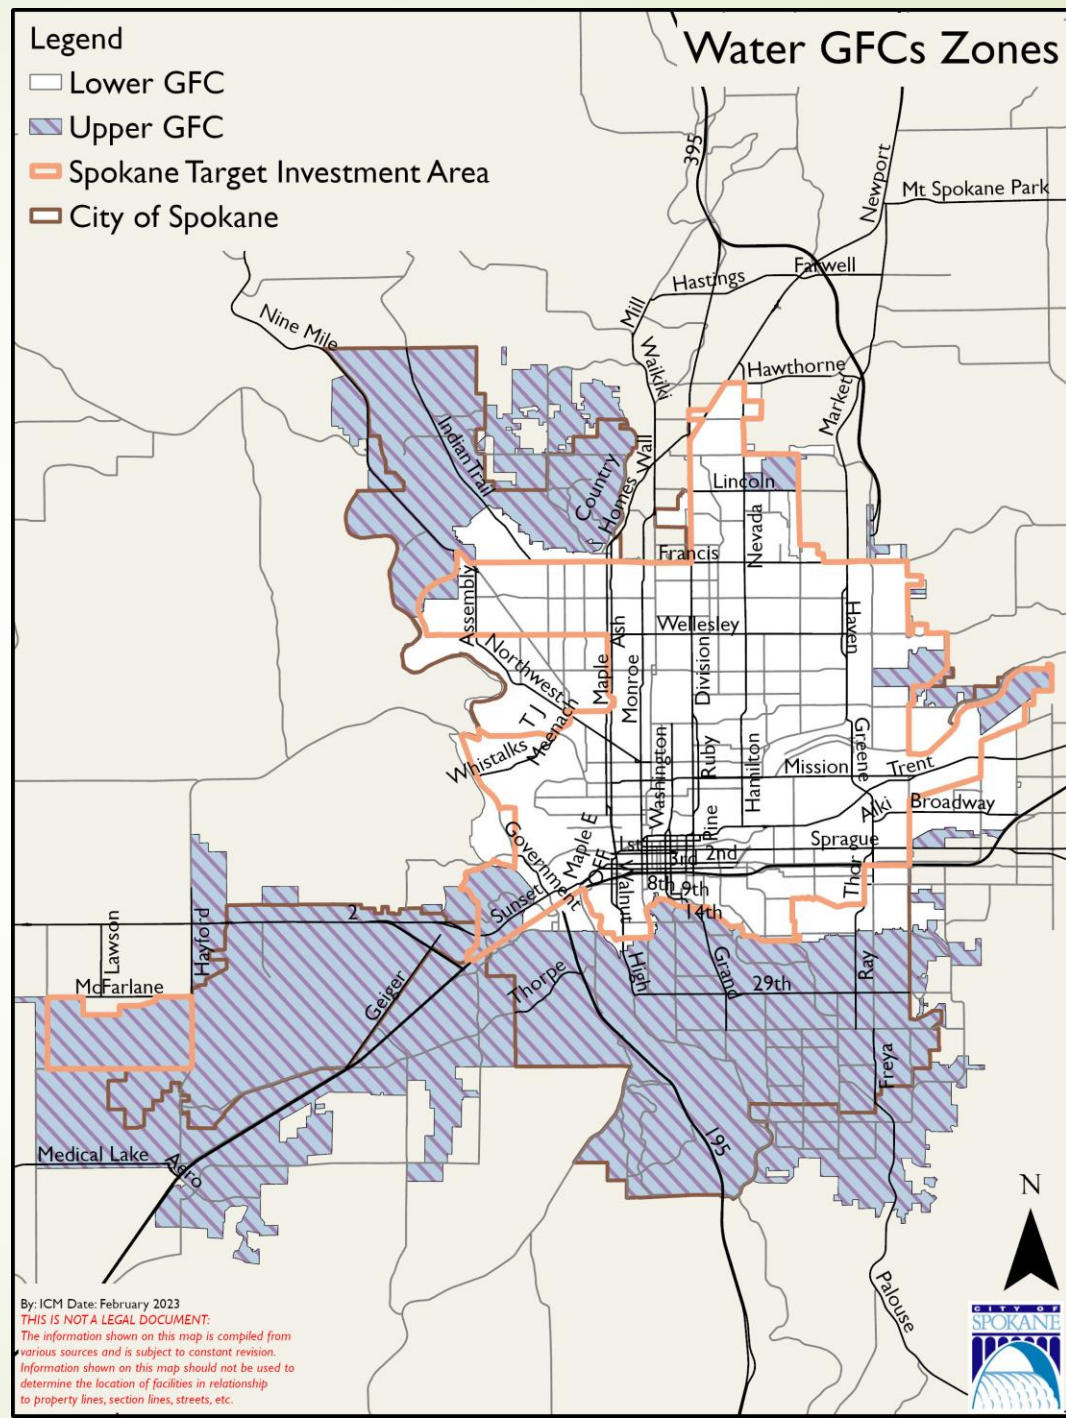 Legend
Lower GFC
Upper GFC
Spokane Target Investment Area
City of Spokane
Water GFCs Zones
395
Newport
Mt Spokane Park
Farwell
Hastings
Mill
Nine Mile
Waikiki
Hawthorne
Market
Indian Trail
Country
Homes
Wall
Lincoln
Nevada
Francis
Assembly
Ash
Wellesley
Haven
Northwest
Maple
Monroe
Division
T J
Meenach
Whistalks
Washington
Ruby
Hamilton
Greene
Mission
Trent
Alki
Broadway
Pine
Maple E
OFF
Government
1st
2nd
3rd
Sprague
Thor
8th
9th
Walnut
Sunset
14th
2
Lawson
Hayford
McFarlane
Geiger
Thorpe
High
Grand
29th
Ray
Freya
195
Medical Lake
Aero
Palouse
N
By: ICM Date: February 2023
THIS IS NOT A LEGAL DOCUMENT:
The information shown on this map is compiled from
various sources and is subject to constant revision.
Information shown on this map should not be used to
determine the location of facilities in relationship
to property lines, section lines, streets, etc.
CITY OF
SPOKANE